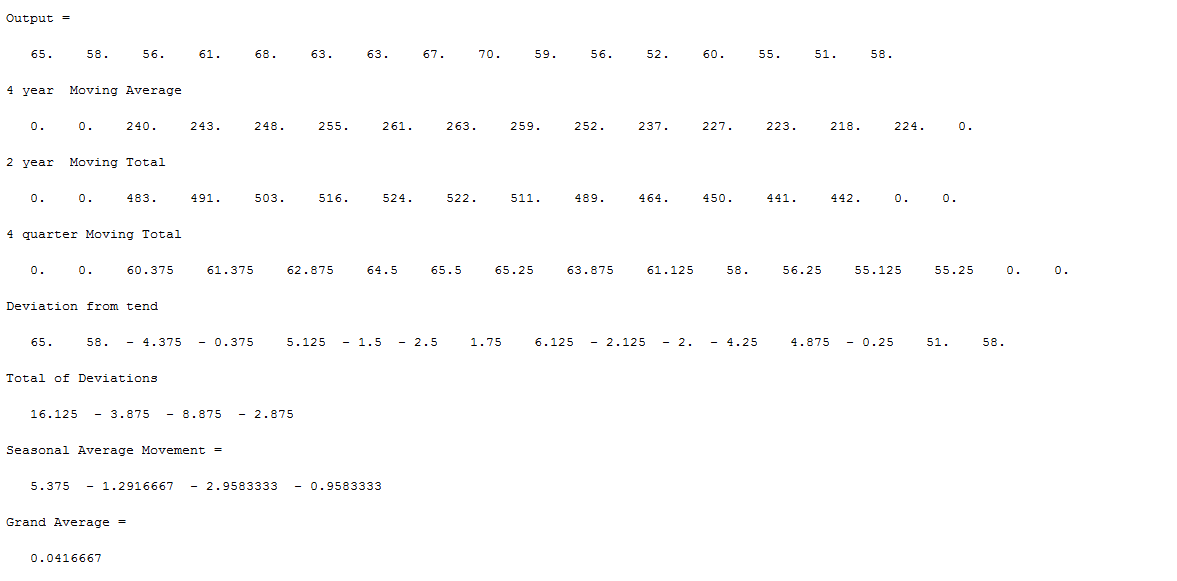 Output =
65. 58. 56. 61. 68. 63. 63. 67. 70. 59. 56. 52. 60. 55. 51. 58.
4 year Moving Average
0. 0. 240. 243. 248. 255. 261. 263. 259. 252. 237. 227. 223. 218. 224. 0.
2 year Moving Total
0. 0. 483. 491. 503. 516. 524. 522. 511. 489. 464. 450. 441. 442. 0. 0.
4 quarter Moving Total
0. 0. 60.375 61.375 62.875 64.5 65.5 65.25 63.875 61.125 58. 56.25 55.125 55.25 0. 0.
Deviation from tend
65. 58. - 4.375 - 0.375 5.125 - 1.5 - 2.5 1.75 6.125 - 2.125 - 2. - 4.25 4.875 - 0.25 51. 58.
Total of Deviations
16.125 - 3.875 - 8.875 - 2.875
Seasonal Average Movement =
5.375 - 1.2916667 - 2.9583333 - 0.9583333
Grand Average =
0.0416667